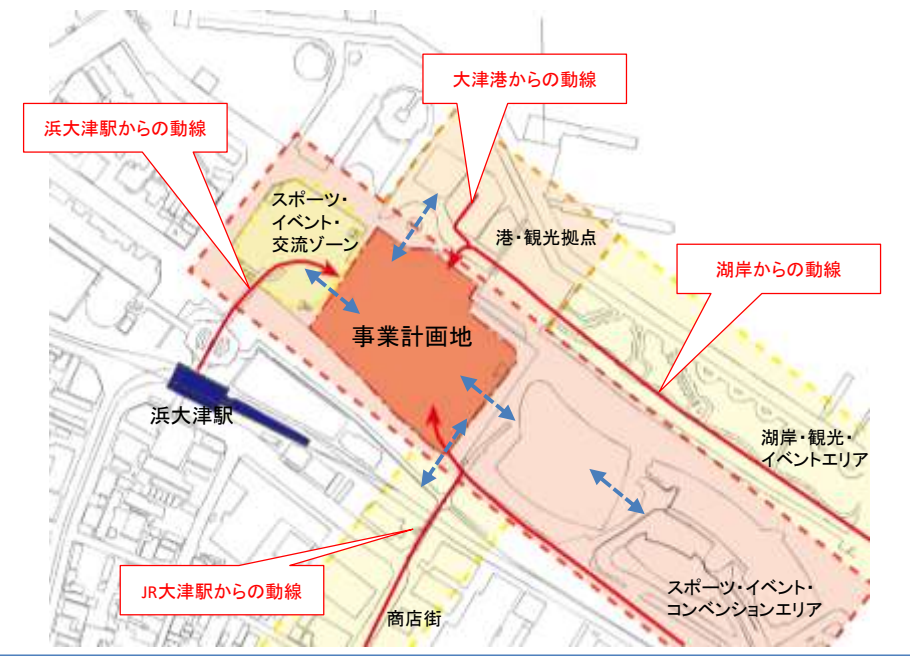 大津港からの動線
浜大津駅からの動線
スポーツ・
イベント・
交流ゾーン
港・観光拠点
湖岸からの動線
事業計画地
浜大津駅
湖岸・観光・
イベントエリア
JR大津駅からの動線
スポーツ・イベント・
コンベンションエリア
商店街